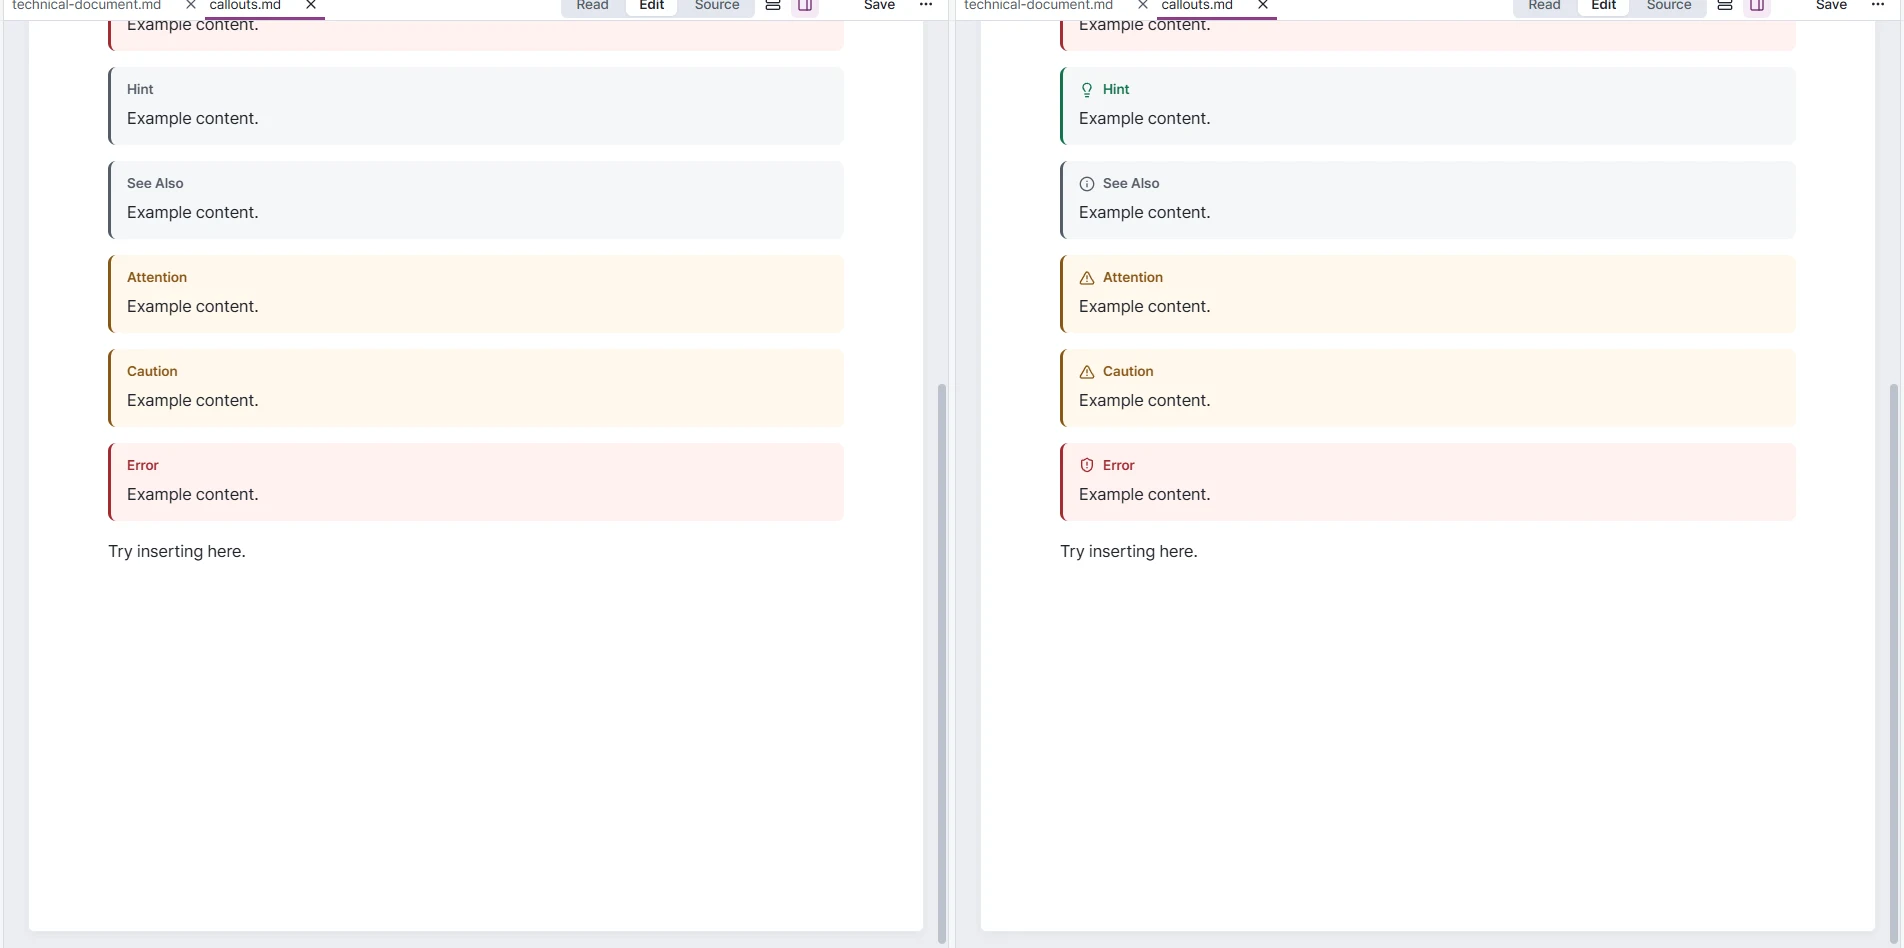 technical-document.md
callouts.md
Read
Edit
Source
Save
Example content.
Hint
Example content.
See Also
Example content.
Attention
Example content.
Caution
Example content.
Error
Example content.
Try inserting here.
technical-document.md
callouts.md
Read
Edit
Source
Save
Example content.
Hint
Example content.
See Also
Example content.
Attention
Example content.
Caution
Example content.
Error
Example content.
Try inserting here.